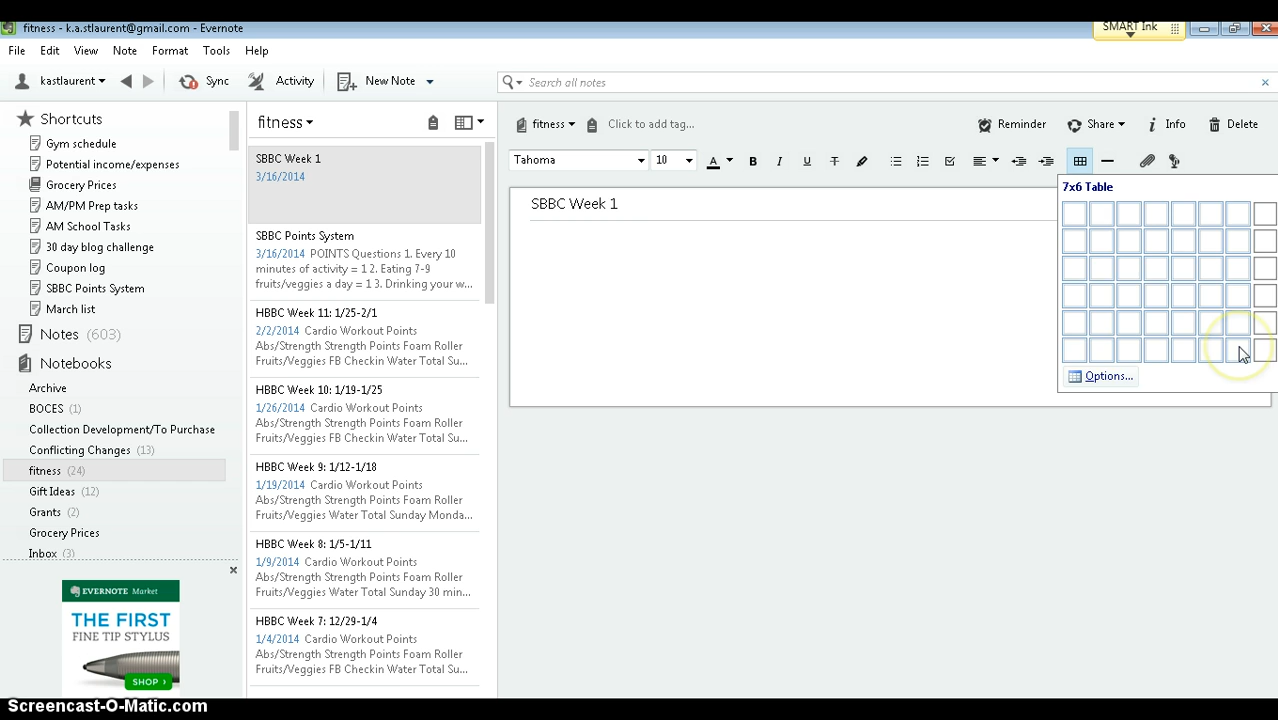 fitness - k.a.stlaurent@gmail.com - Evernote
SMART Ink
File Edit View Note Format Tools Help
kastlaurent Sync Activity New Note Search all notes
Shortcuts
Gym schedule
Potential income/expenses
Grocery Prices
AM/PM Prep tasks
AM School Tasks
30 day blog challenge
Coupon log
SBBC Points System
March list
Notes (603)
Notebooks
Archive
BOCES (1)
Collection Development/To Purchase
Conflicting Changes (13)
fitness (24)
Gift Ideas (12)
Grants (2)
Grocery Prices
Inbox (3)
EVERNOTE Market
THE FIRST
FINE TIP STYLUS
SHOP ›
fitness
SBBC Week 1
3/16/2014
SBBC Points System
3/16/2014 POINTS Questions 1. Every 10
minutes of activity = 1 2. Eating 7-9
fruits/veggies a day = 1 3. Drinking your w...
HBBC Week 11: 1/25-2/1
2/2/2014 Cardio Workout Points
Abs/Strength Strength Points Foam Roller
Fruits/Veggies FB Checkin Water Total Su...
HBBC Week 10: 1/19-1/25
1/26/2014 Cardio Workout Points
Abs/Strength Strength Points Foam Roller
Fruits/Veggies FB Checkin Water Total Su...
HBBC Week 9: 1/12-1/18
1/19/2014 Cardio Workout Points
Abs/Strength Strength Points Foam Roller
Fruits/Veggies Water Total Sunday Monda...
HBBC Week 8: 1/5-1/11
1/9/2014 Cardio Workout Points
Abs/Strength Strength Points Foam Roller
Fruits/Veggies Water Total Sunday 30 min...
HBBC Week 7: 12/29-1/4
1/4/2014 Cardio Workout Points
Abs/Strength Strength Points Foam Roller
Fruits/Veggies FB Checkin Water Total Su...
fitness Click to add tag... Reminder Share Info Delete
Tahoma 10 A B I U T
7x6 Table
SBBC Week 1
Options...
Screencast-O-Matic.com